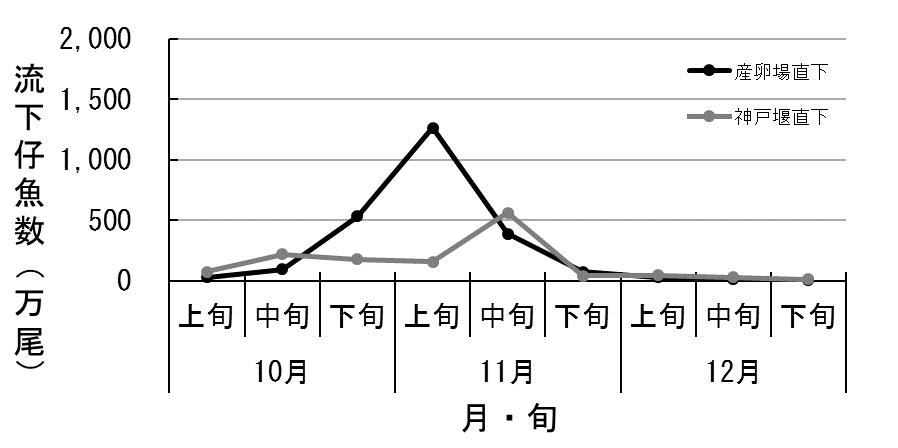 流下仔魚数（万尾）
2,000
1,500
1,000
500
0
産卵場直下
神戸堰直下
上旬 中旬 下旬 上旬 中旬 下旬 上旬 中旬 下旬
10月 11月 12月
月・旬